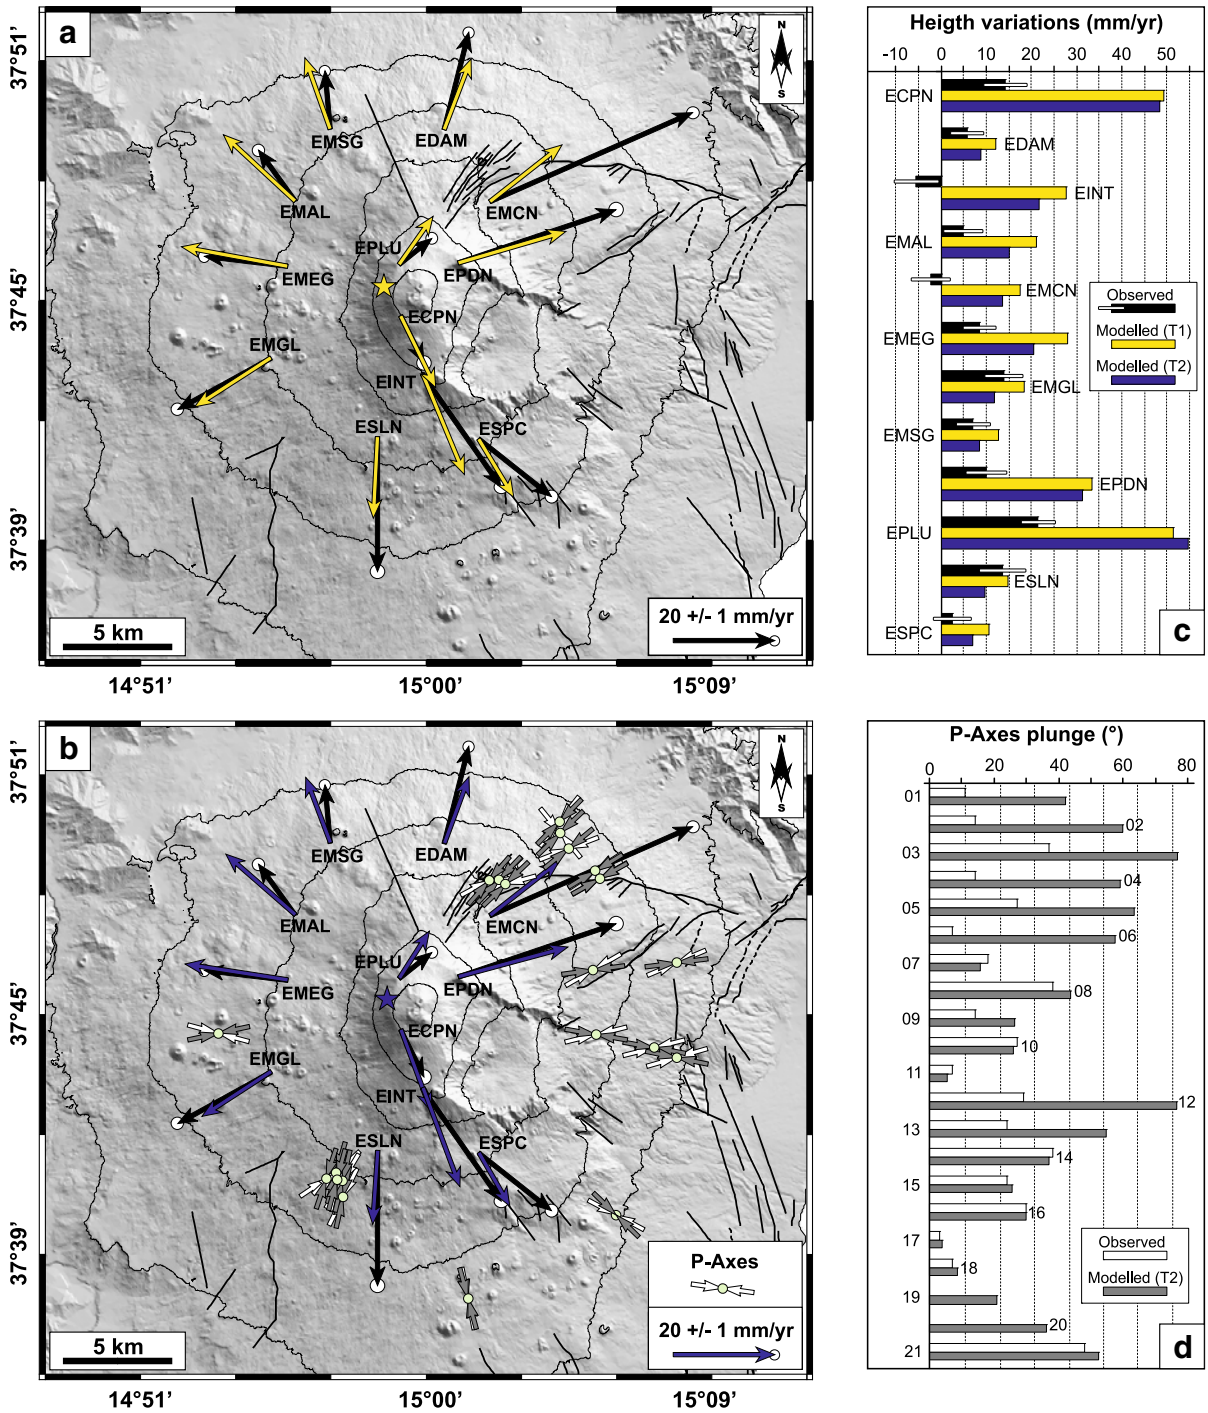 a
N
S
37°51’
37°45’
37°39’
EMSG
EDAM
EMAL
EMCN
EPLU
EMEG
EPDN
ECPN
EMGL
EINT
ESLN
ESPC
5 km
20 +/- 1 mm/yr
14°51’
15°00’
15°09’
Heigth variations (mm/yr)
-10 0 10 20 30 40 50
ECPN
EDAM
EINT
EMAL
EMCN
EMEG
EMGL
EMSG
EPDN
EPLU
ESLN
ESPC
Observed
Modelled (T1)
Modelled (T2)
c
b
N
S
37°51’
37°45’
37°39’
EMSG
EDAM
EMAL
EMCN
EPLU
EMEG
EPDN
ECPN
EMGL
EINT
ESLN
ESPC
P-Axes
5 km
20 +/- 1 mm/yr
14°51’
15°00’
15°09’
P-Axes plunge (°)
0 20 40 60 80
01
02
03
04
05
06
07
08
09
10
11
12
13
14
15
16
17
18
19
20
21
Observed
Modelled (T2)
d